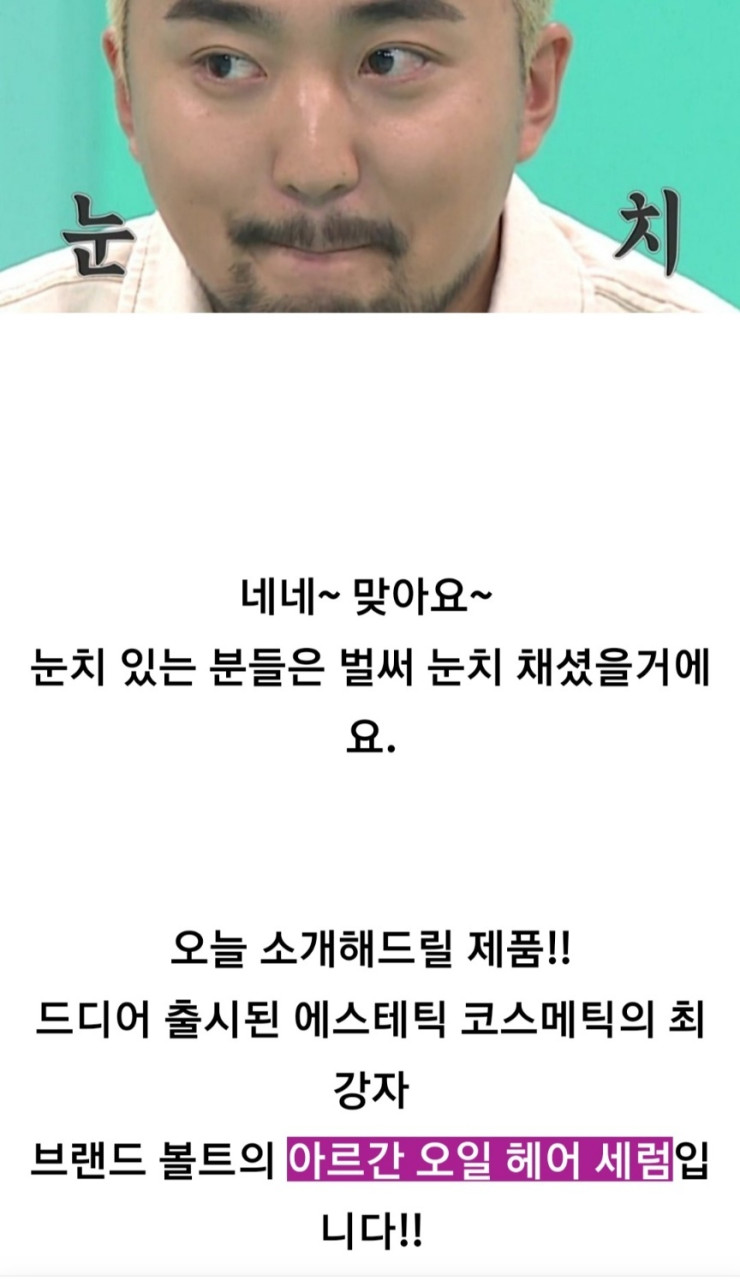 눈 치
네네~ 맞아요~
눈치 있는 분들은 벌써 눈치 채셨을거에
요.
오늘 소개해드릴 제품!!
드디어 출시된 에스테틱 코스메틱의 최
강자
브랜드 볼트의 아르간 오일 헤어 세럼입
니다!!